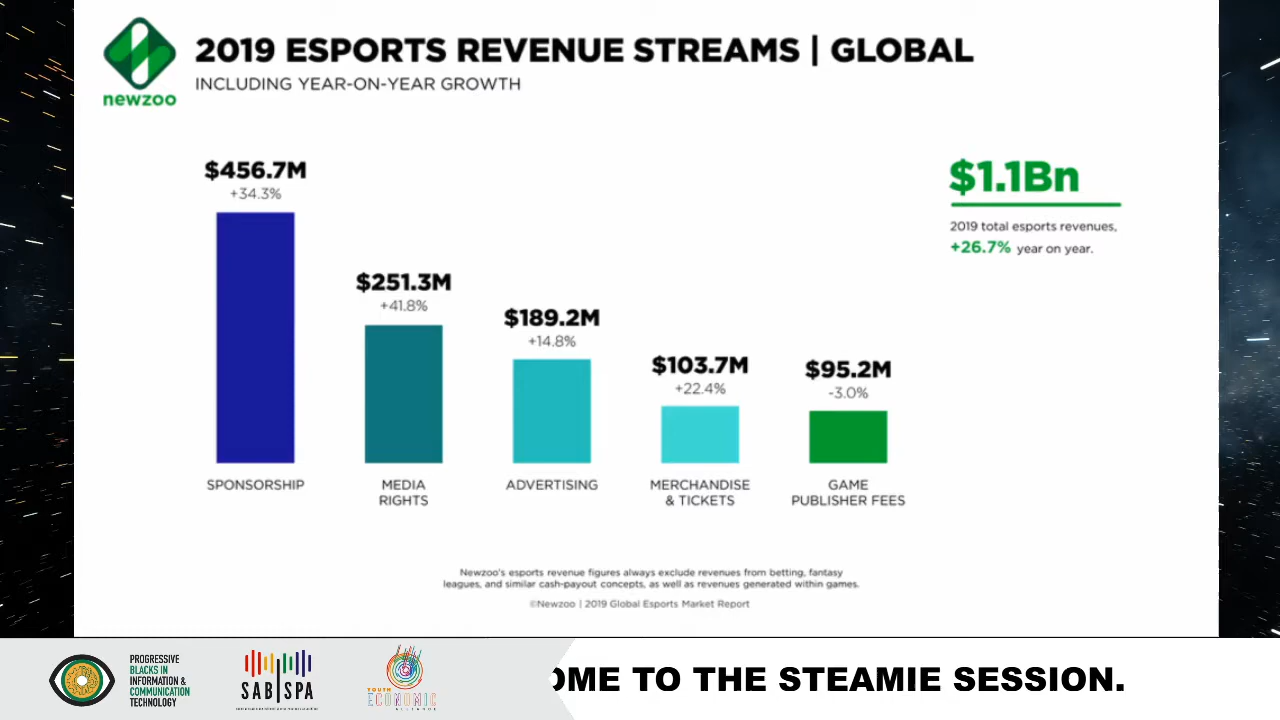 newzoo
2019 ESPORTS REVENUE STREAMS | GLOBAL
INCLUDING YEAR-ON-YEAR GROWTH
$456.7M
+34.3%
SPONSORSHIP
$251.3M
+41.8%
MEDIA
RIGHTS
$189.2M
+14.8%
ADVERTISING
$103.7M
+22.4%
MERCHANDISE
& TICKETS
$95.2M
-3.0%
GAME
PUBLISHER FEES
$1.1Bn
2019 total esports revenues,
+26.7% year on year.
Newzoo's esports revenue figures always exclude revenues from betting, fantasy
leagues, and similar cash-payout concepts, as well as revenues generated within games.
©Newzoo | 2019 Global Esports Market Report
PROGRESSIVE
BLACKS IN
INFORMATION &
COMMUNICATION
TECHNOLOGY
SAB|SPA
YOUTH
ECONOMIC
ALLIANCE
OME TO THE STEAMIE SESSION.